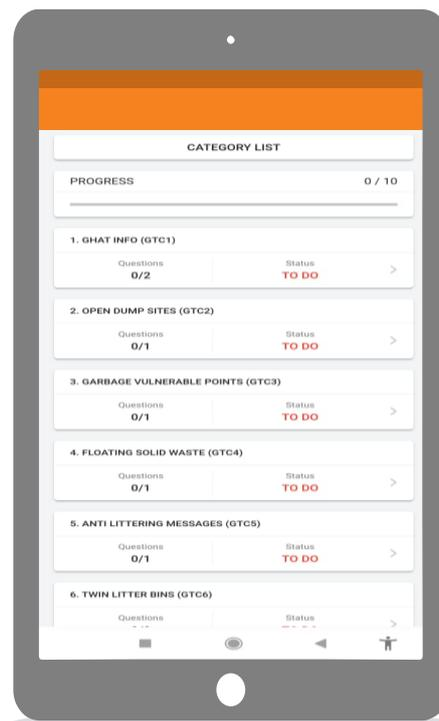 CATEGORY LIST
PROGRESS 0 / 10
1. GHAT INFO (GTC1)
Questions Status
0/2 TO DO
2. OPEN DUMP SITES (GTC2)
Questions Status
0/1 TO DO
3. GARBAGE VULNERABLE POINTS (GTC3)
Questions Status
0/1 TO DO
4. FLOATING SOLID WASTE (GTC4)
Questions Status
0/1 TO DO
5. ANTI LITTERING MESSAGES (GTC5)
Questions Status
0/1 TO DO
6. TWIN LITTER BINS (GTC6)
Questions Status